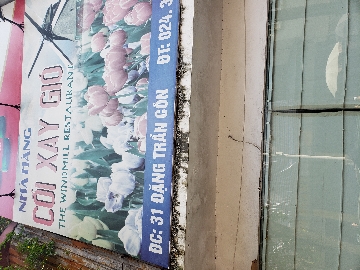 NHÀ HÀNG
CỐI XAY GIÓ
THE WINDMILL RESTAURANT
ĐC: 31 ĐẶNG TRẦN CÔN ĐT: 024.3